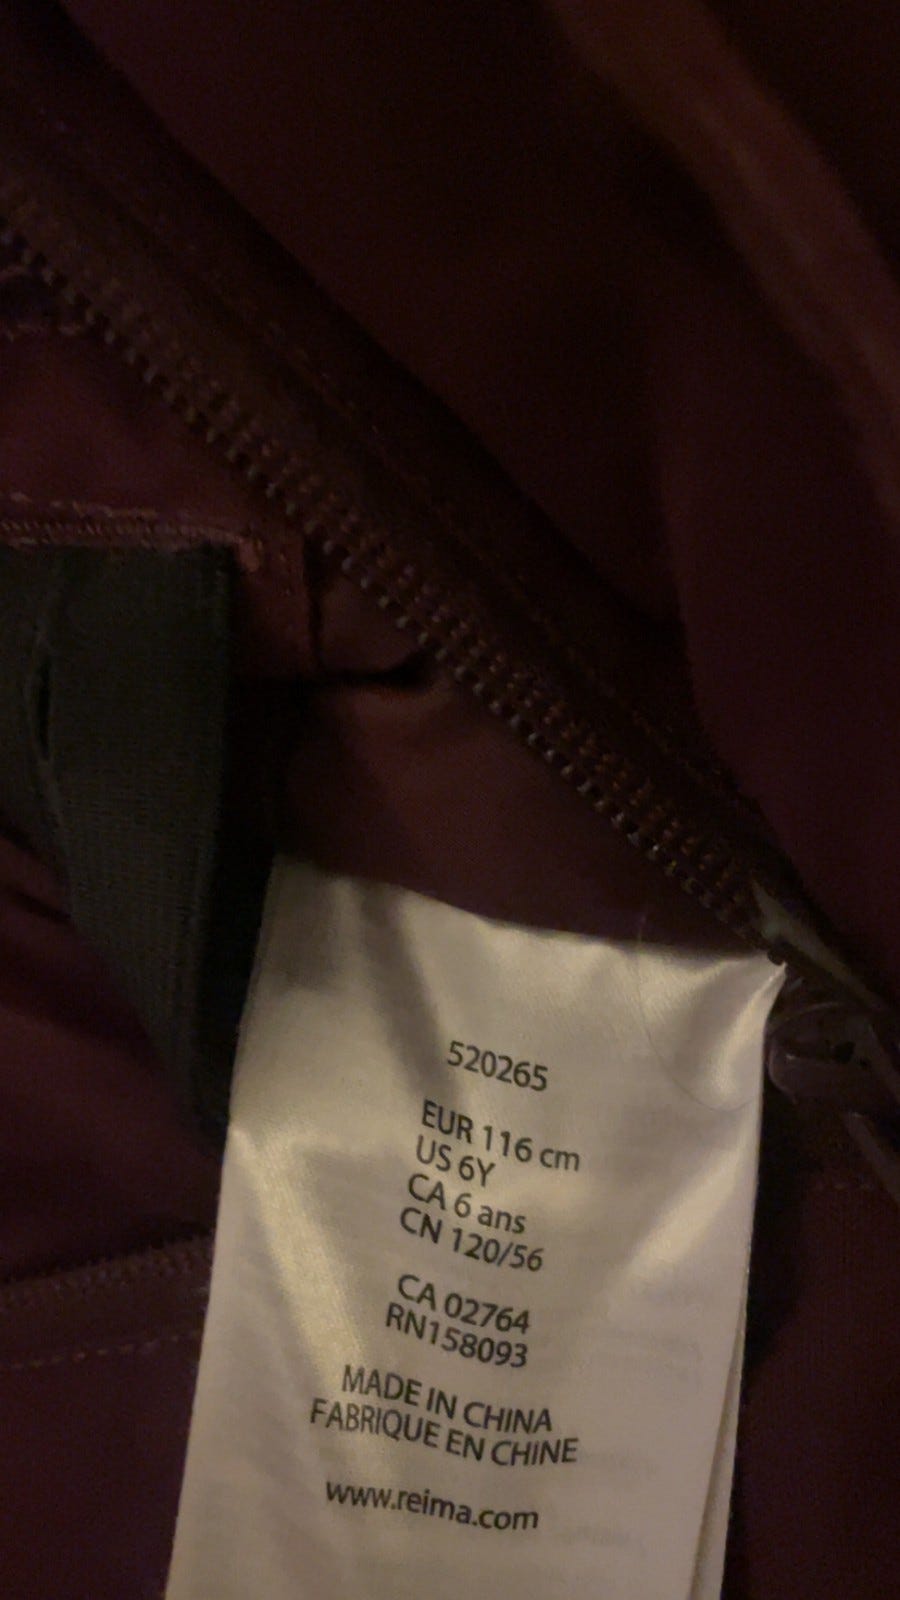 520265
EUR 116 cm
US 6Y
CA 6 ans
CN 120/56
CA 02764
RN158093
MADE IN CHINA
FABRIQUE EN CHINE
www.reima.com